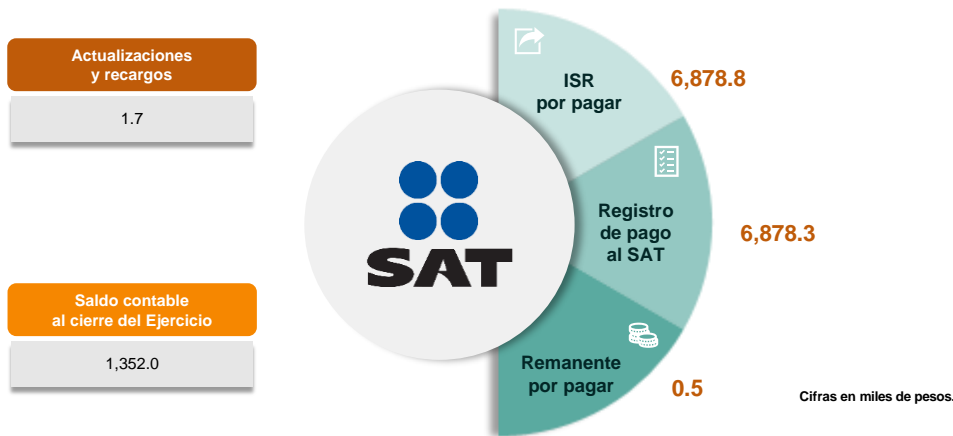 Actualizaciones
y recargos
1.7
Saldo contable
al cierre del Ejercicio
1,352.0
SAT
ISR
por pagar
6,878.8
Registro
de pago
al SAT
6,878.3
Remanente
por pagar
0.5
Cifras en miles de pesos.